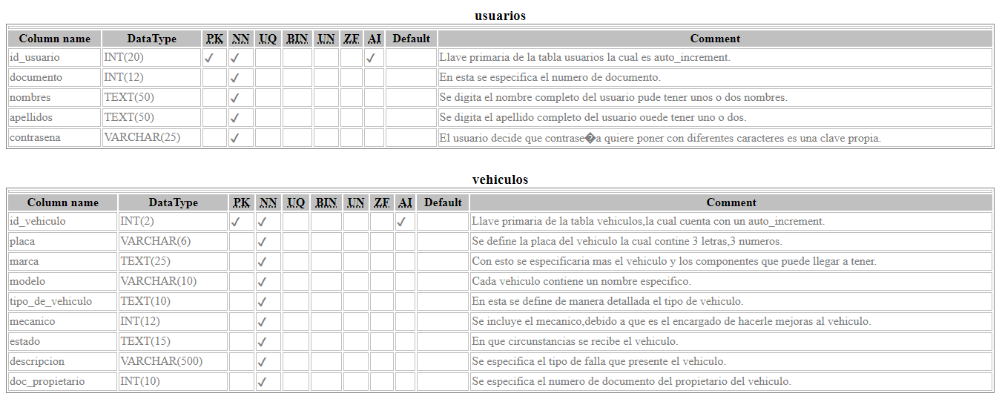 usuarios
Column name DataType PK NN UQ BIN UN ZF AI Default Comment
id_usuario INT(20) ✓ ✓ ✓ Llave primaria de la tabla usuarios la cual es auto_increment.
documento INT(12) ✓ En esta se especifica el numero de documento.
nombres TEXT(50) ✓ Se digita el nombre completo del usuario pude tener unos o dos nombres.
apellidos TEXT(50) ✓ Se digita el apellido completo del usuario ouede tener uno o dos.
contrasena VARCHAR(25) ✓ El usuario decide que contrase�a quiere poner con diferentes caracteres es una clave propia.
vehiculos
Column name DataType PK NN UQ BIN UN ZF AI Default Comment
id_vehiculo INT(2) ✓ ✓ ✓ Llave primaria de la tabla vehiculos,la cual cuenta con un auto_increment.
placa VARCHAR(6) ✓ Se define la placa del vehiculo la cual contine 3 letras,3 numeros.
marca TEXT(25) ✓ Con esto se especificaria mas el vehiculo y los componentes que puede llegar a tener.
modelo VARCHAR(10) ✓ Cada vehiculo contiene un nombre especifico.
tipo_de_vehiculo TEXT(10) ✓ En esta se define de manera detallada el tipo de vehiculo.
mecanico INT(12) ✓ Se incluye el mecanico,debido a que es el encargado de hacerle mejoras al vehiculo.
estado TEXT(15) ✓ En que circunstancias se recibe el vehiculo.
descripcion VARCHAR(500) ✓ Se especifica el tipo de falla que presente el vehiculo.
doc_propietario INT(10) ✓ Se especifica el numero de documento del propietario del vehiculo.